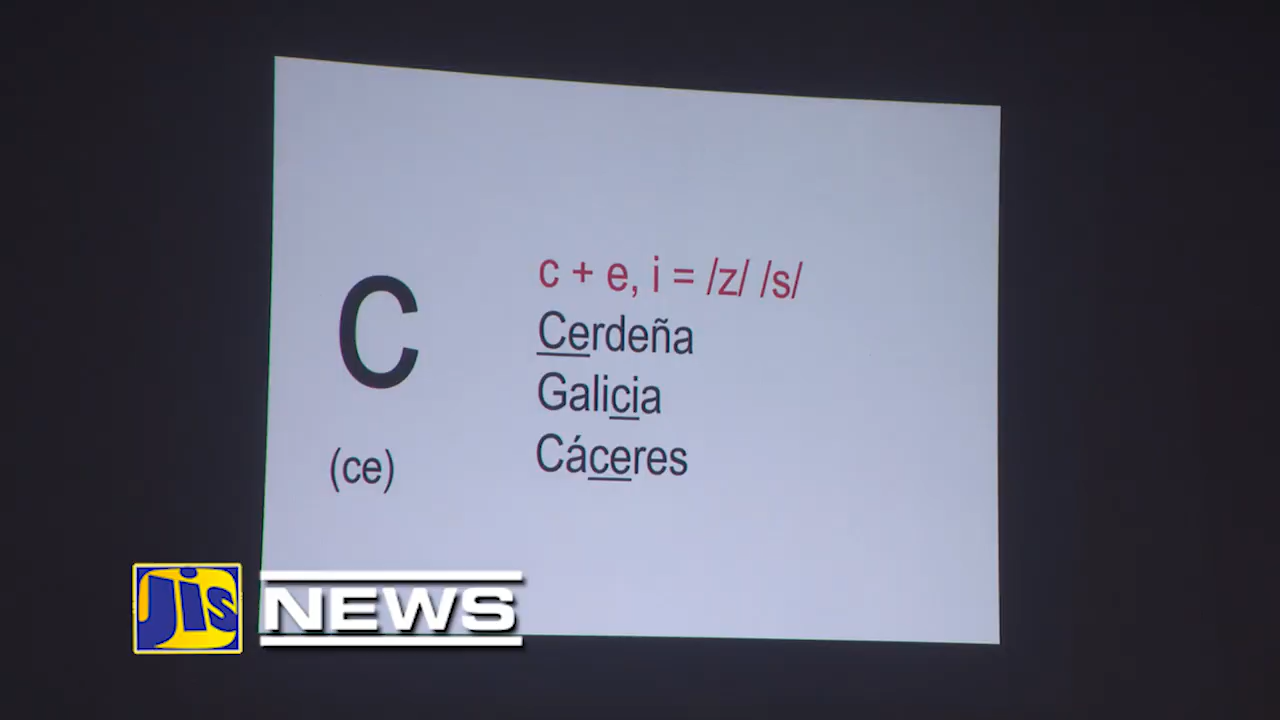 c + e, i = /z/ /s/
C
Cerdeña
Galicia
Cáceres
(ce)
JIS
NEWS